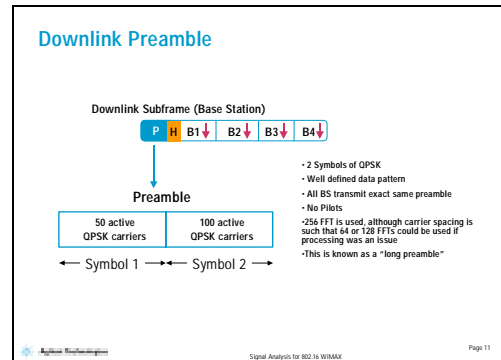 Downlink Preamble
Downlink Subframe (Base Station)
P H B1 B2 B3 B4
Preamble
50 active
QPSK carriers
100 active
QPSK carriers
Symbol 1
Symbol 2
• 2 Symbols of QPSK
• Well defined data pattern
• All BS transmit exact same preamble
• No Pilots
•256 FFT is used, although carrier spacing is
such that 64 or 128 FFTs could be used if
processing was an issue
•This is known as a "long preamble"
Signal Analysis for 802.16 WiMAX
Page 11